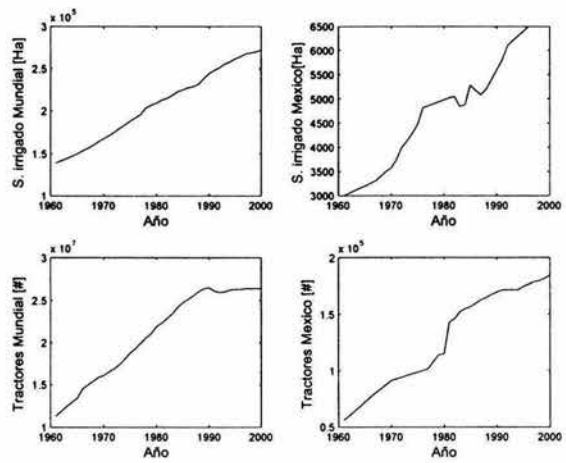 x 10⁵
3
2.5
2
1.5
1
1960 1970 1980 1990 2000
Año
S. irrigado Mundial [Ha]
6500
6000
5500
5000
4500
4000
3500
3000
1960 1970 1980 1990 2000
Año
S. irrigado Mexico[Ha]
x 10⁷
3
2.5
2
1.5
1
1960 1970 1980 1990 2000
Año
Tractores Mundial [#]
x 10⁵
2
1.5
1
0.5
1960 1970 1980 1990 2000
Año
Tractores Mexico [#]